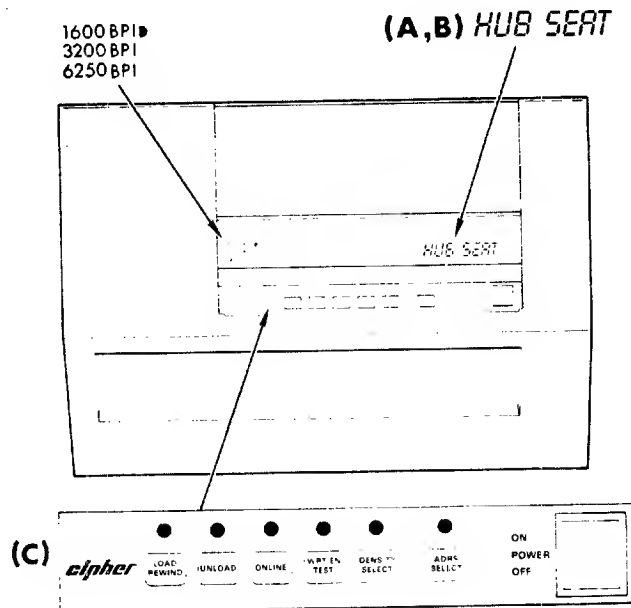 1600 BPI
3200 BPI
6250 BPI
(A,B) HUB SEAT
HUB SEAT
(C)
cipher
LOAD
REWIND
UNLOAD
ONLINE
WRT EN
TEST
DENSITY
SELECT
ADRS
SELECT
ON
POWER
OFF